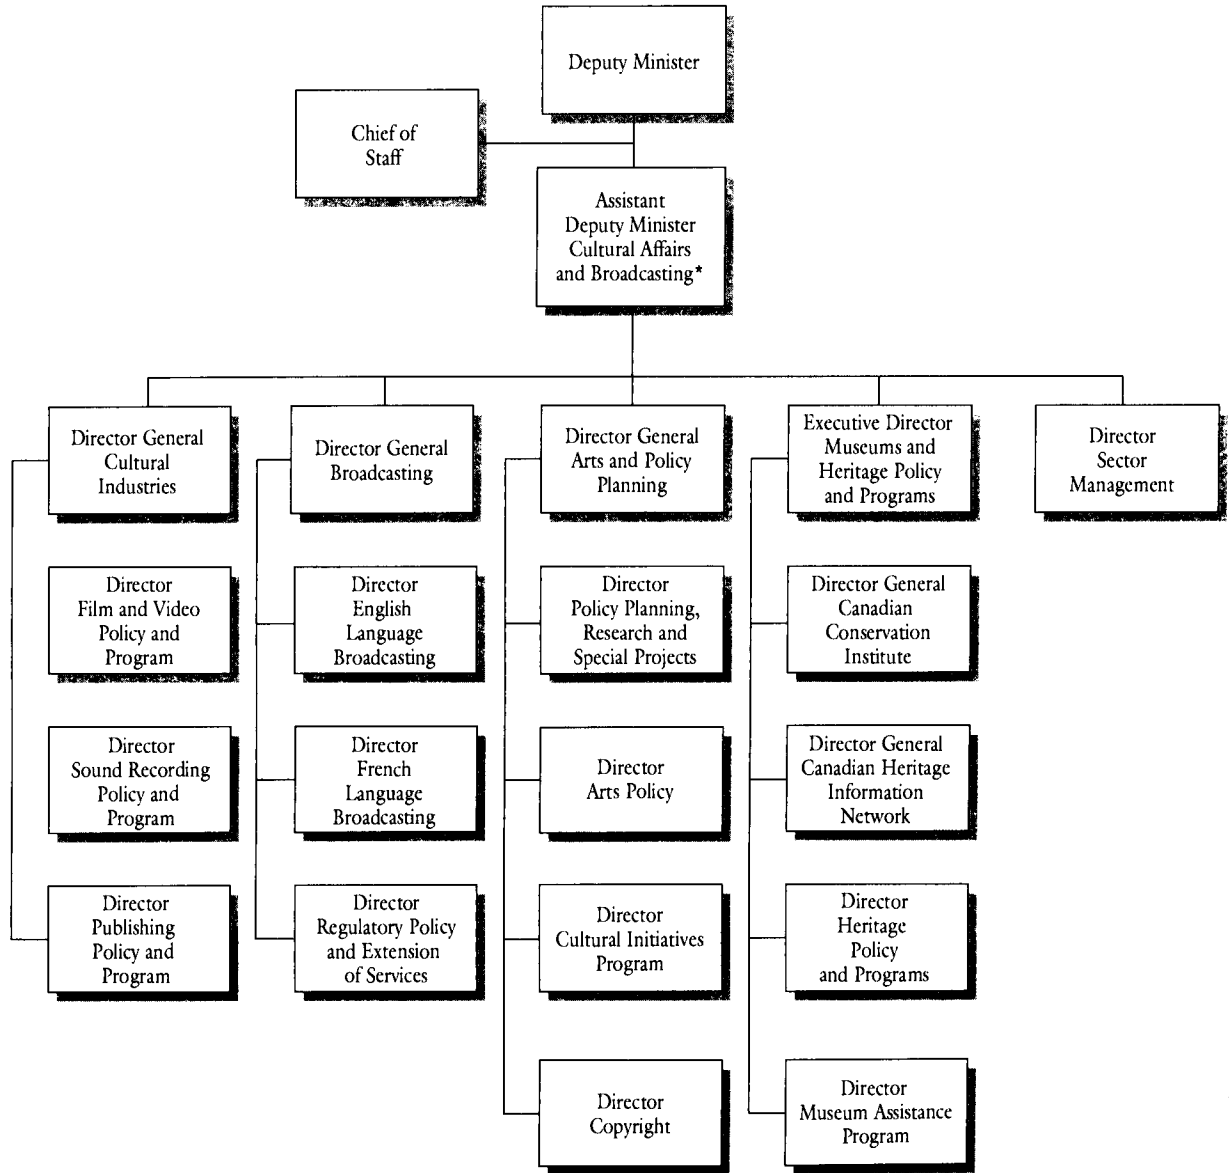 Deputy Minister
Chief of
Staff
Assistant
Deputy Minister
Cultural Affairs
and Broadcasting*
Director General
Cultural
Industries
Director General
Broadcasting
Director General
Arts and Policy
Planning
Executive Director
Museums and
Heritage Policy
and Programs
Director
Sector
Management
Director
Film and Video
Policy and
Program
Director
English
Language
Broadcasting
Director
Policy Planning,
Research and
Special Projects
Director General
Canadian
Conservation
Institute
Director
Sound Recording
Policy and
Program
Director
French
Language
Broadcasting
Director
Arts Policy
Director General
Canadian Heritage
Information
Network
Director
Publishing
Policy and
Program
Director
Regulatory Policy
and Extension
of Services
Director
Cultural Initiatives
Program
Director
Heritage
Policy
and Programs
Director
Copyright
Director
Museum Assistance
Program